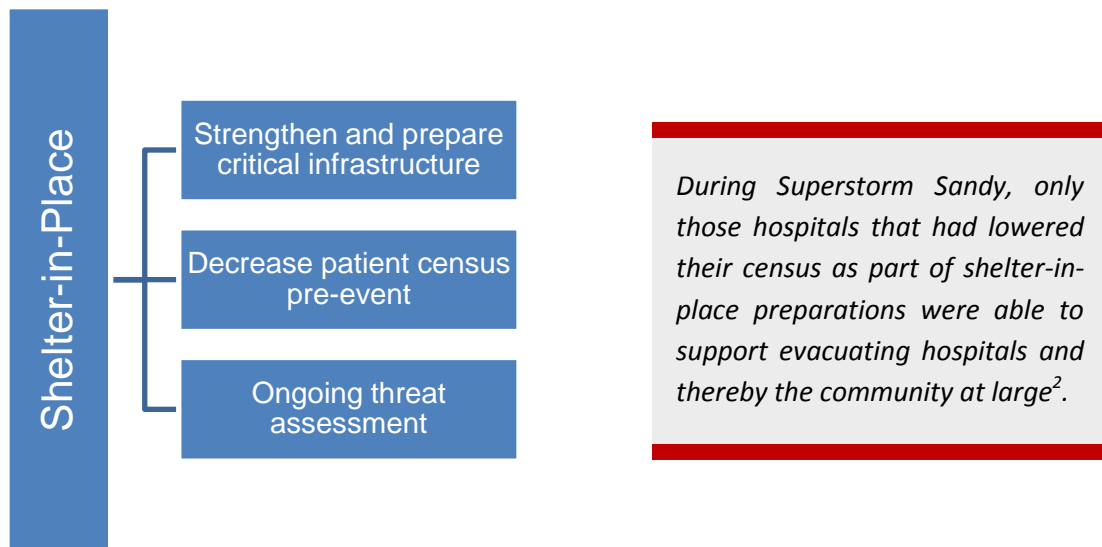 Shelter-in-Place
Strengthen and prepare
critical infrastructure
Decrease patient census
pre-event
Ongoing threat
assessment
During Superstorm Sandy, only
those hospitals that had lowered
their census as part of shelter-in-
place preparations were able to
support evacuating hospitals and
thereby the community at large².